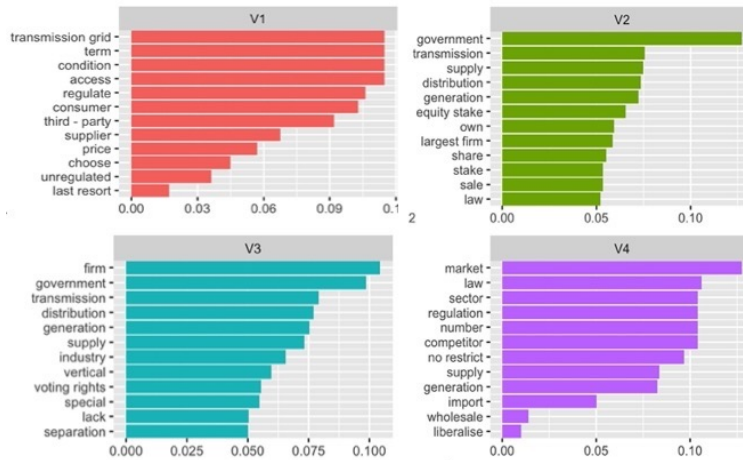 V1
transmission grid
term
condition
access
regulate
consumer
third - party
supplier
price
choose
unregulated
last resort
0.00 0.03 0.06 0.09 0.1
V2
government
transmission
supply
distribution
generation
equity stake
own
largest firm
share
stake
sale
law
2
0.00 0.05 0.10
V3
firm
government
transmission
distribution
generation
supply
industry
vertical
voting rights
special
lack
separation
0.000 0.025 0.050 0.075 0.100
V4
market
law
sector
regulation
number
competitor
no restrict
supply
generation
import
wholesale
liberalise
0.00 0.05 0.10